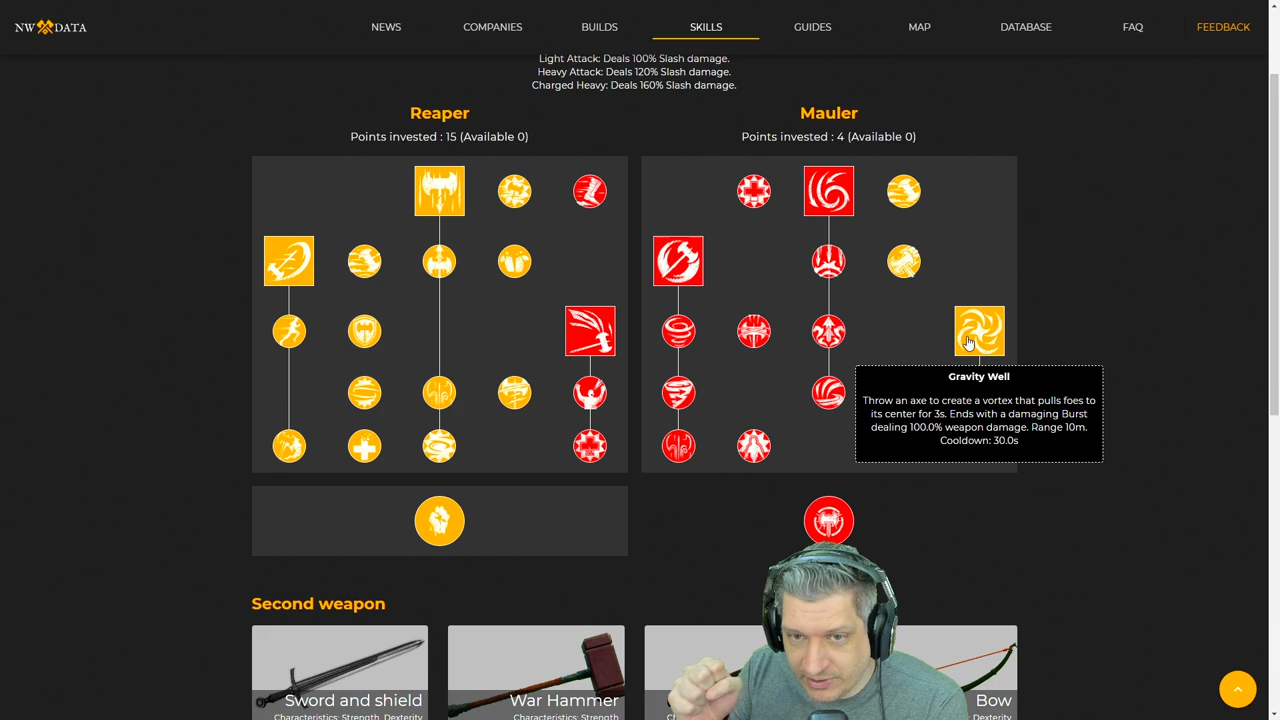 NW DATA
NEWS
COMPANIES
BUILDS
SKILLS
GUIDES
MAP
DATABASE
FAQ
FEEDBACK
Light Attack: Deals 100% Slash damage.
Heavy Attack: Deals 120% Slash damage.
Charged Heavy: Deals 160% Slash damage.
Reaper
Points invested : 15 (Available 0)
Mauler
Points invested : 4 (Available 0)
Gravity Well
Throw an axe to create a vortex that pulls foes to
its center for 3s. Ends with a damaging Burst
dealing 100.0% weapon damage. Range 10m.
Cooldown: 30.0s
Second weapon
Sword and shield
Characteristics: Strength, Dexterity
War Hammer
Characteristics: Strength
Bow
Dexterity